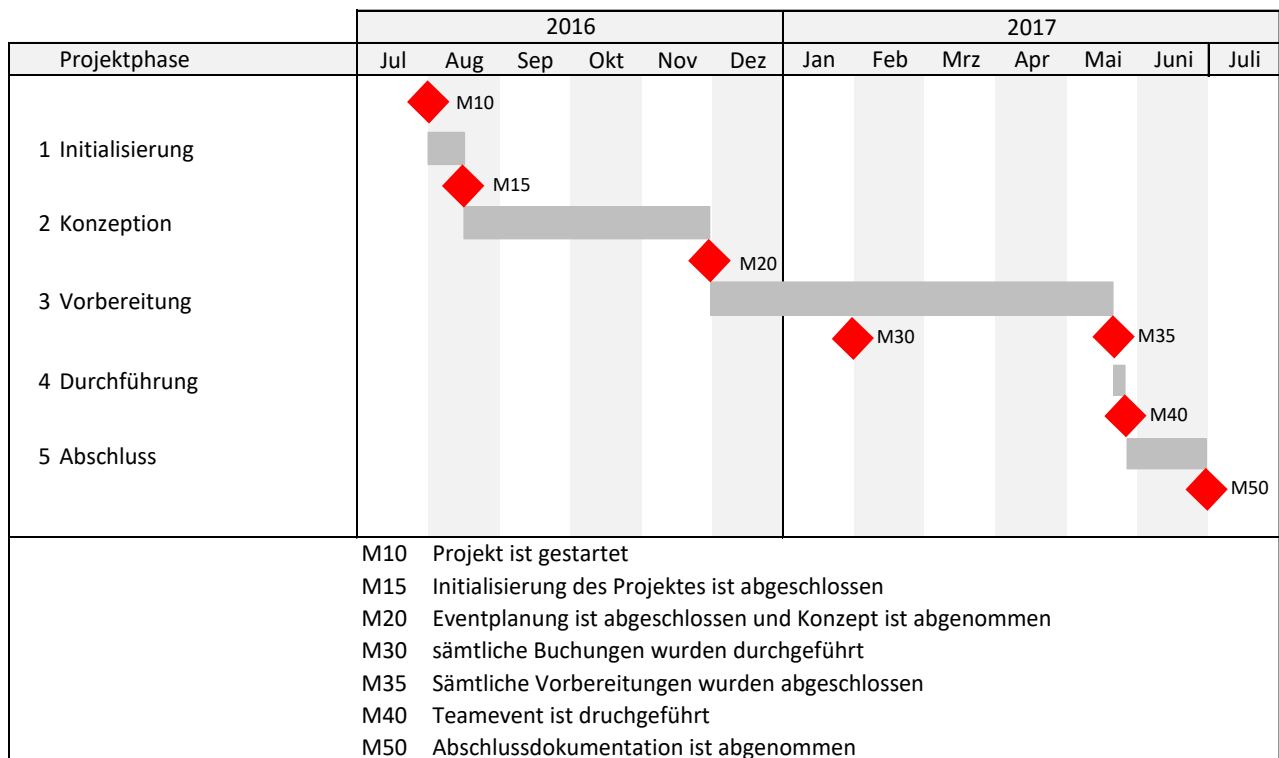 2016 2017
Projektphase Jul Aug Sep Okt Nov Dez Jan Feb Mrz Apr Mai Juni Juli
M10
1 Initialisierung
M15
2 Konzeption
M20
3 Vorbereitung
M30 M35
4 Durchführung
M40
5 Abschluss
M50
M10 Projekt ist gestartet
M15 Initialisierung des Projektes ist abgeschlossen
M20 Eventplanung ist abgeschlossen und Konzept ist abgenommen
M30 sämtliche Buchungen wurden durchgeführt
M35 Sämtliche Vorbereitungen wurden abgeschlossen
M40 Teamevent ist druchgeführt
M50 Abschlussdokumentation ist abgenommen